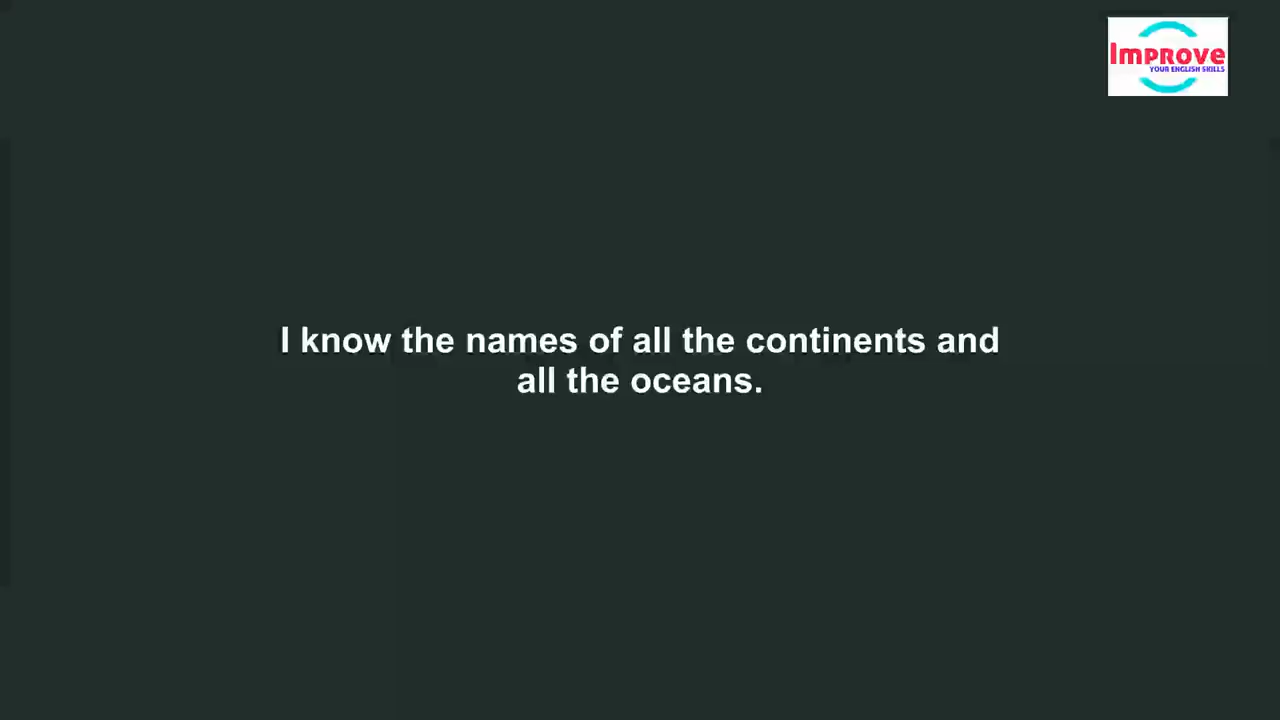 Improve
YOUR ENGLISH SKILLS
I know the names of all the continents and
all the oceans.